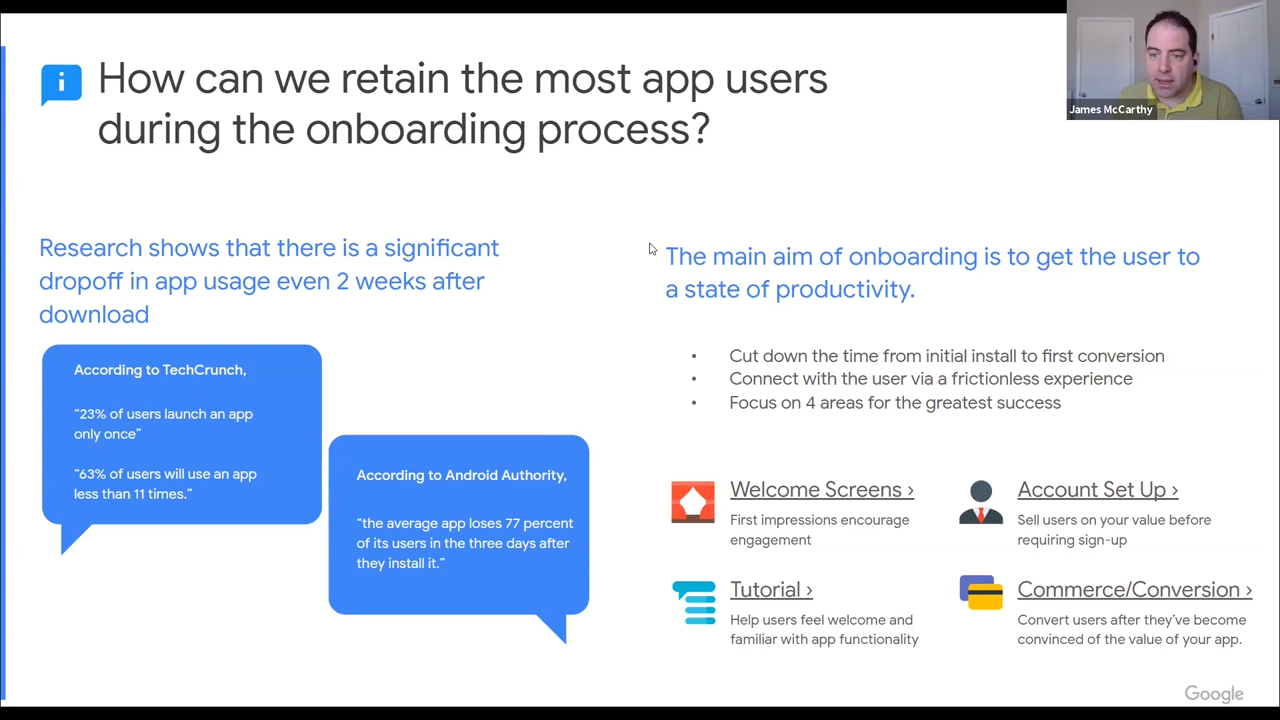 How can we retain the most app users
during the onboarding process?
James McCarthy
Research shows that there is a significant
dropoff in app usage even 2 weeks after
download
According to TechCrunch,
“23% of users launch an app
only once”
“63% of users will use an app
less than 11 times.”
According to Android Authority,
“the average app loses 77 percent
of its users in the three days after
they install it.”
The main aim of onboarding is to get the user to
a state of productivity.
• Cut down the time from initial install to first conversion
• Connect with the user via a frictionless experience
• Focus on 4 areas for the greatest success
Welcome Screens ›
First impressions encourage
engagement
Account Set Up ›
Sell users on your value before
requiring sign-up
Tutorial ›
Help users feel welcome and
familiar with app functionality
Commerce/Conversion ›
Convert users after they’ve become
convinced of the value of your app.
Google